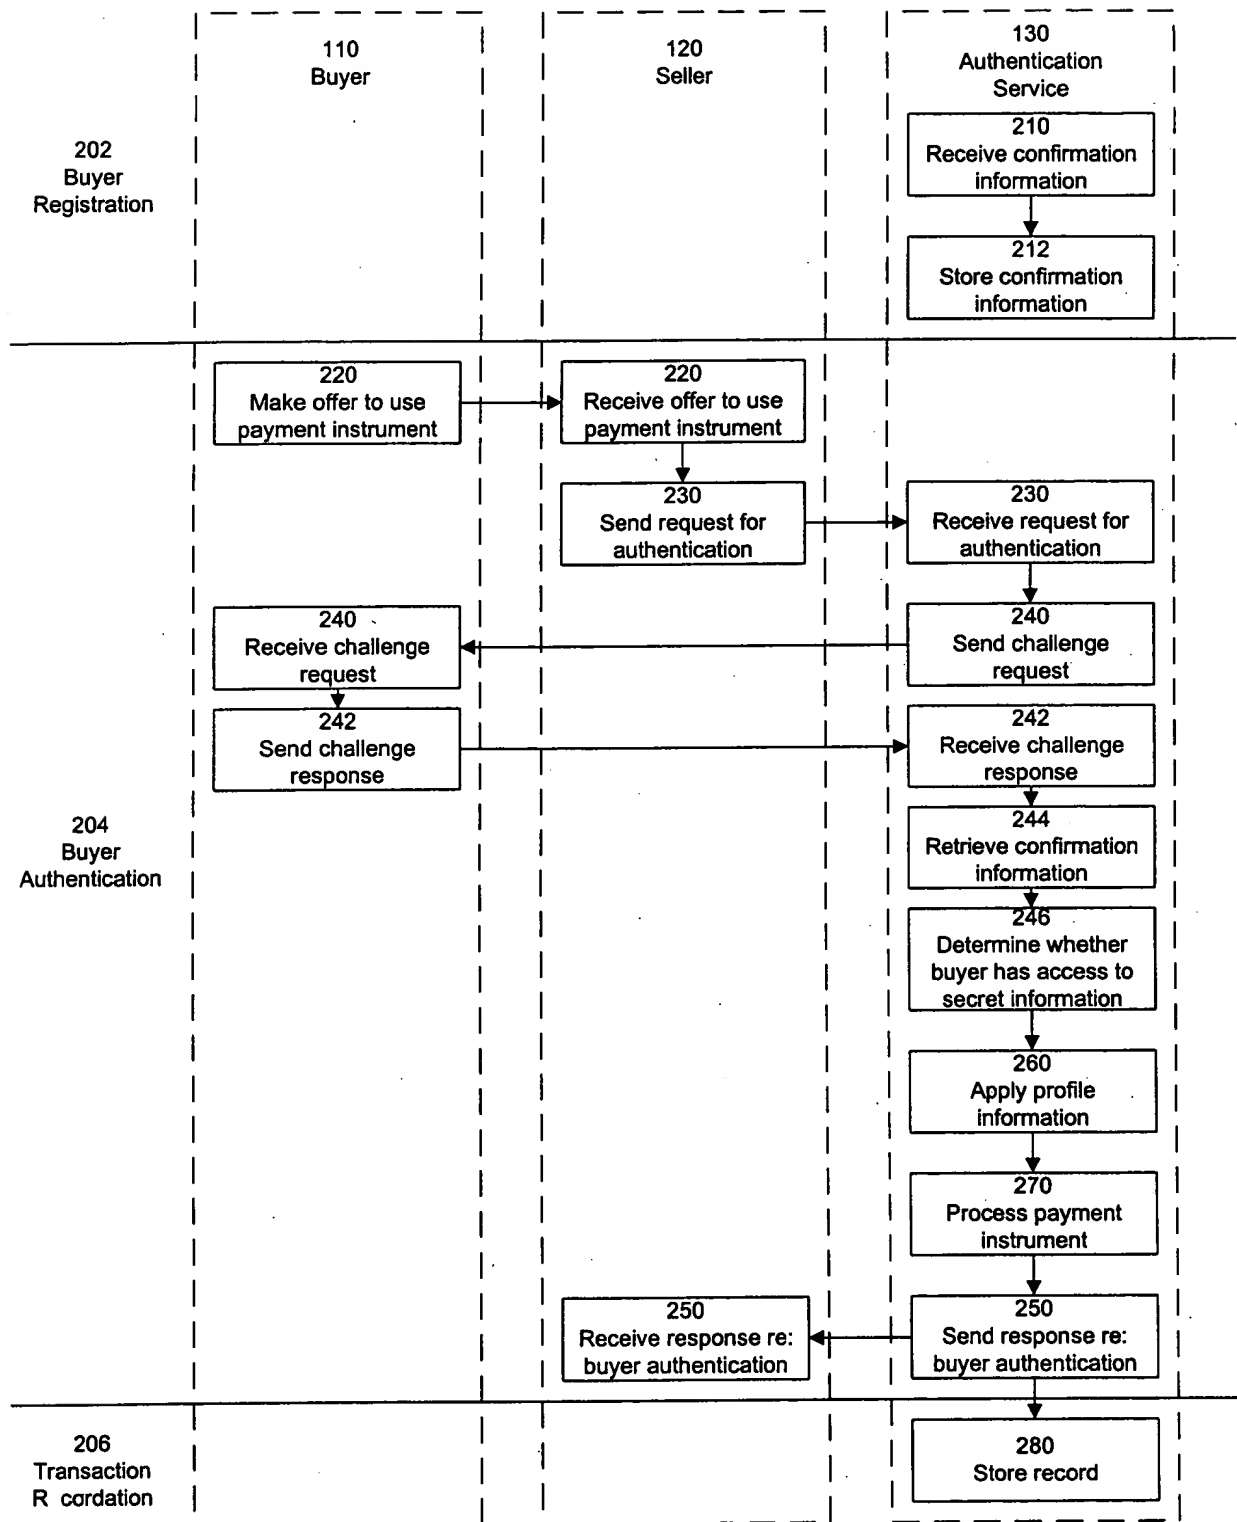 110
Buyer
120
Seller
130
Authentication
Service
202
Buyer
Registration
210
Receive confirmation
information
212
Store confirmation
information
220
Make offer to use
payment instrument
220
Receive offer to use
payment instrument
230
Send request for
authentication
230
Receive request for
authentication
240
Receive challenge
request
240
Send challenge
request
242
Send challenge
response
242
Receive challenge
response
204
Buyer
Authentication
244
Retrieve confirmation
information
246
Determine whether
buyer has access to
secret information
260
Apply profile
information
270
Process payment
instrument
250
Receive response re:
buyer authentication
250
Send response re:
buyer authentication
206
Transaction
R cordation
280
Store record